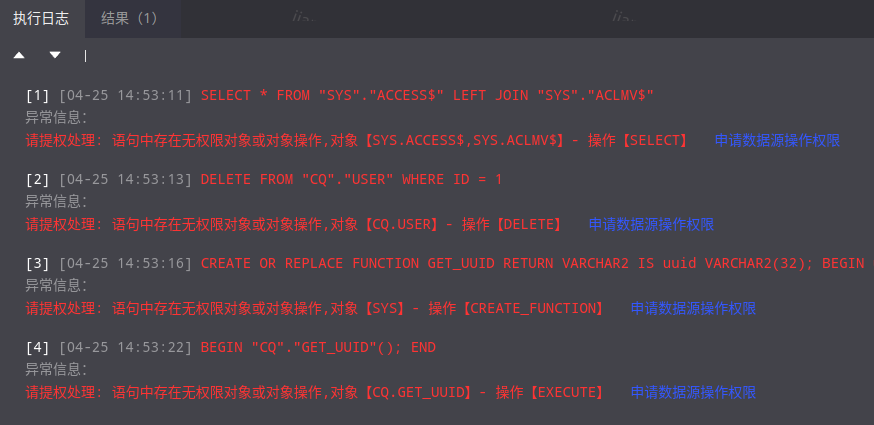 执行日志 结果 (1)
[1] [04-25 14:53:11] SELECT * FROM "SYS"."ACCESS$" LEFT JOIN "SYS"."ACLMV$"
异常信息:
请提权处理: 语句中存在无权限对象或对象操作,对象【SYS.ACCESS$,SYS.ACLMV$】- 操作【SELECT】 申请数据源操作权限
[2] [04-25 14:53:13] DELETE FROM "CQ"."USER" WHERE ID = 1
异常信息:
请提权处理: 语句中存在无权限对象或对象操作,对象【CQ.USER】- 操作【DELETE】 申请数据源操作权限
[3] [04-25 14:53:16] CREATE OR REPLACE FUNCTION GET_UUID RETURN VARCHAR2 IS uuid VARCHAR2(32); BEGIN
异常信息:
请提权处理: 语句中存在无权限对象或对象操作,对象【SYS】- 操作【CREATE_FUNCTION】 申请数据源操作权限
[4] [04-25 14:53:22] BEGIN "CQ"."GET_UUID"(); END
异常信息:
请提权处理: 语句中存在无权限对象或对象操作,对象【CQ.GET_UUID】- 操作【EXECUTE】 申请数据源操作权限